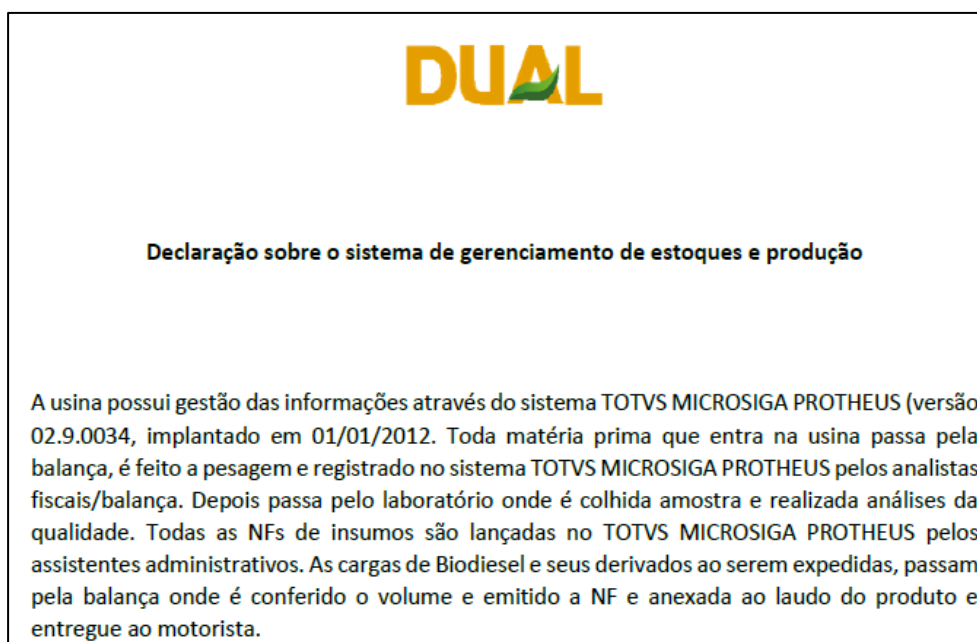 DUAL
Declaração sobre o sistema de gerenciamento de estoques e produção
A usina possui gestão das informações através do sistema TOTVS MICROSIGA PROTHEUS (versão
02.9.0034, implantado em 01/01/2012. Toda matéria prima que entra na usina passa pela
balança, é feito a pesagem e registrado no sistema TOTVS MICROSIGA PROTHEUS pelos analistas
fiscais/balança. Depois passa pelo laboratório onde é colhida amostra e realizada análises da
qualidade. Todas as NFs de insumos são lançadas no TOTVS MICROSIGA PROTHEUS pelos
assistentes administrativos. As cargas de Biodiesel e seus derivados ao serem expedidas, passam
pela balança onde é conferido o volume e emitido a NF e anexada ao laudo do produto e
entregue ao motorista.